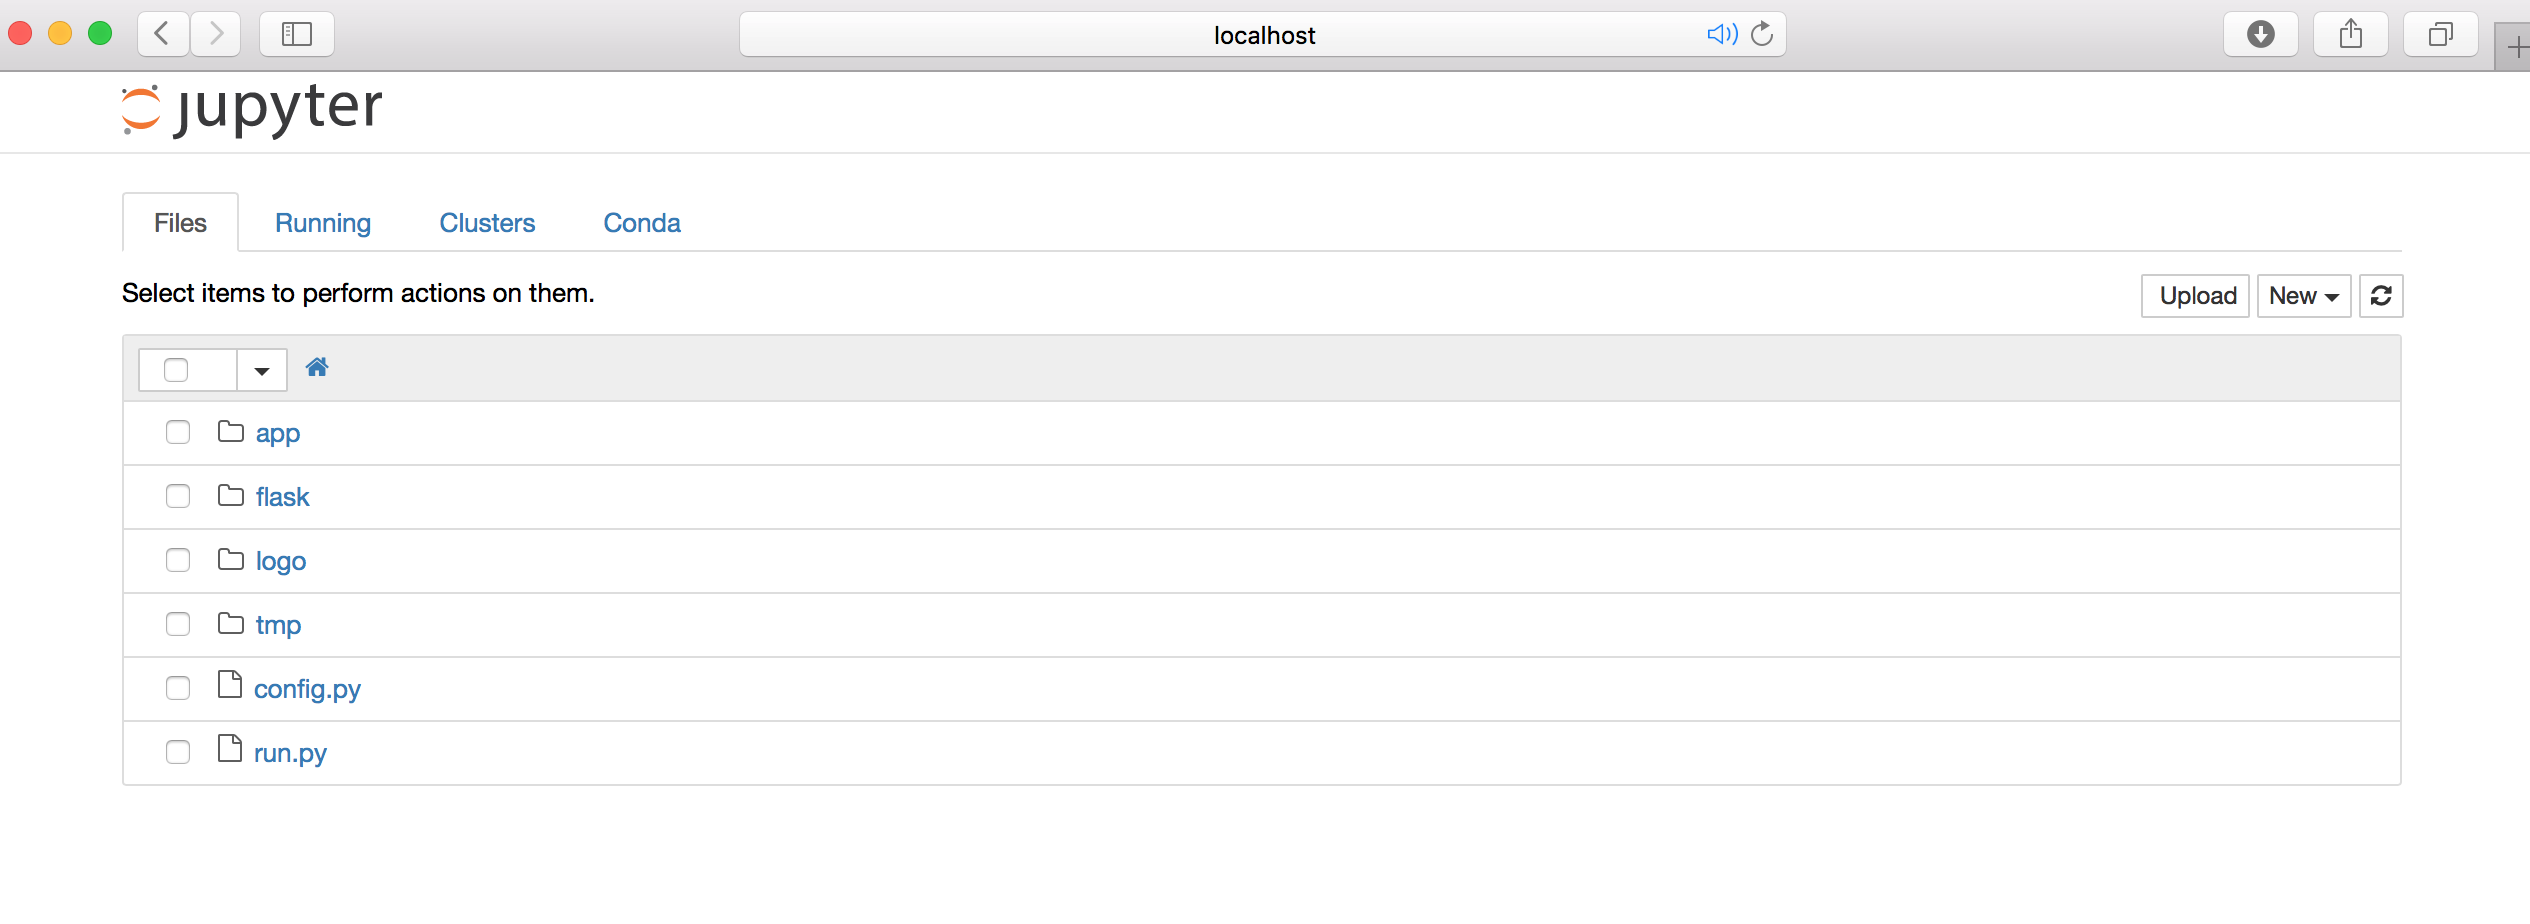 localhost
jupyter
Files Running Clusters Conda
Select items to perform actions on them.
Upload New
app
flask
logo
tmp
config.py
run.py